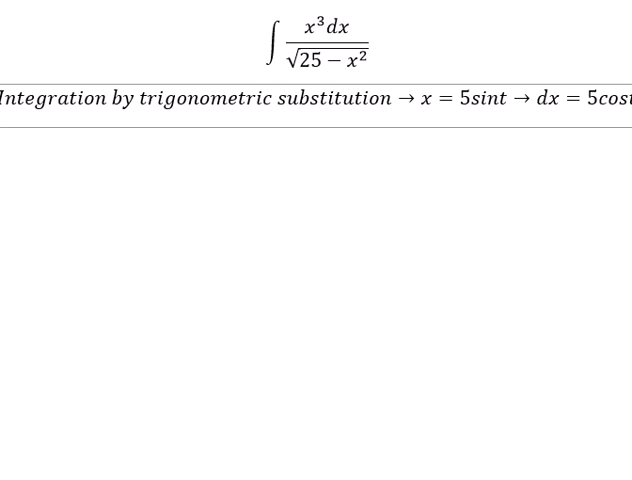 ∫ x³dx / √25 − x²
Integration by trigonometric substitution → x = 5sint → dx = 5cost